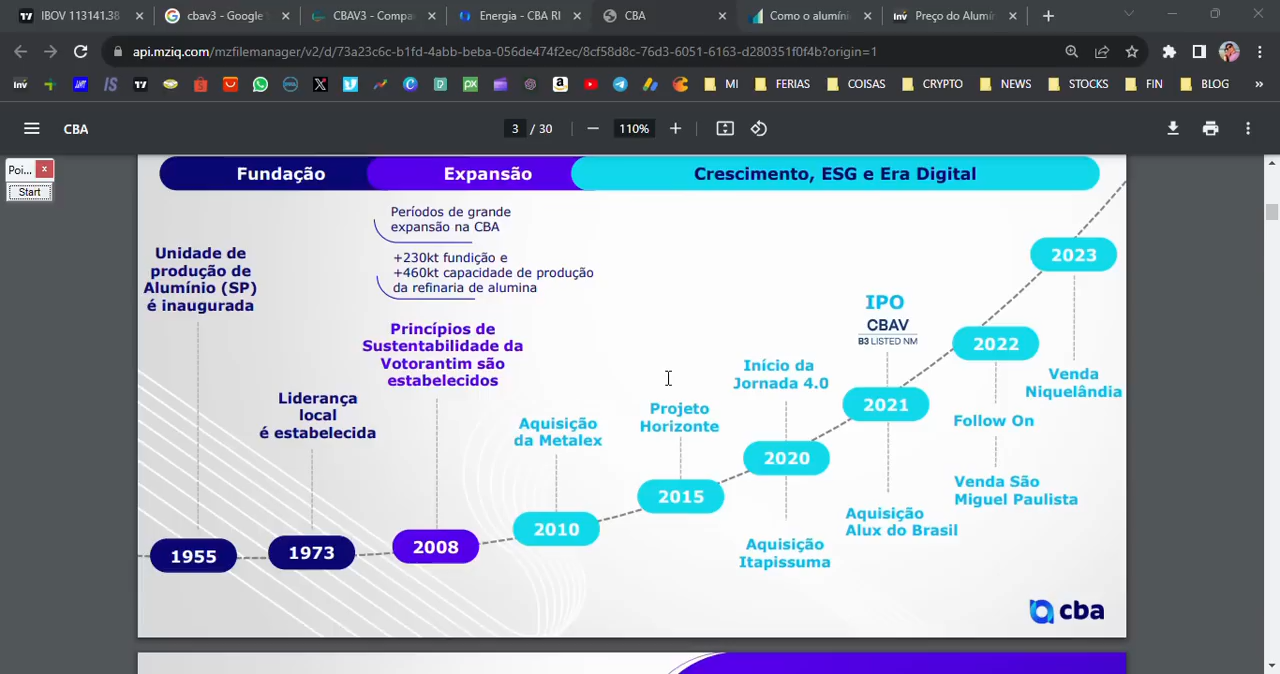 IBOV 113141.38
cbav3 - Google
CBAV3 - Compa
Energia - CBA RI
CBA
Como o alumíni
Preço do Alumín
api.mziq.com/mzfilemanager/v2/d/73a23c6c-b1fd-4abb-beba-056de474f2ec/8cf58d8c-76d3-6051-6163-d280351f0f4b?origin=1
MI
FERIAS
COISAS
CRYPTO
NEWS
STOCKS
FIN
BLOG
CBA
3 / 30
110%
Poi...
Start
Fundação
Expansão
Crescimento, ESG e Era Digital
Períodos de grande
expansão na CBA
+230kt fundição e
+460kt capacidade de produção
da refinaria de alumina
Unidade de
produção de
Alumínio (SP)
é inaugurada
Liderança
local
é estabelecida
Princípios de
Sustentabilidade da
Votorantim são
estabelecidos
Aquisição
da Metalex
Projeto
Horizonte
Início da
Jornada 4.0
IPO
CBAV
B3 LISTED NM
Venda
Niquelândia
Follow On
Venda São
Miguel Paulista
Aquisição
Alux do Brasil
Aquisição
Itapissuma
1955
1973
2008
2010
2015
2020
2021
2022
2023
cba